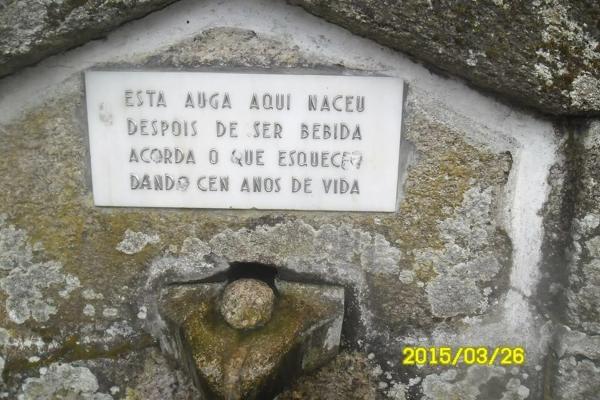 ESTA AUGA AQUI NACEU
DESPOIS DE SER BEBIDA
ACORDA O QUE ESQUECEU
DANDO CEN ANOS DE VIDA
2015/03/26